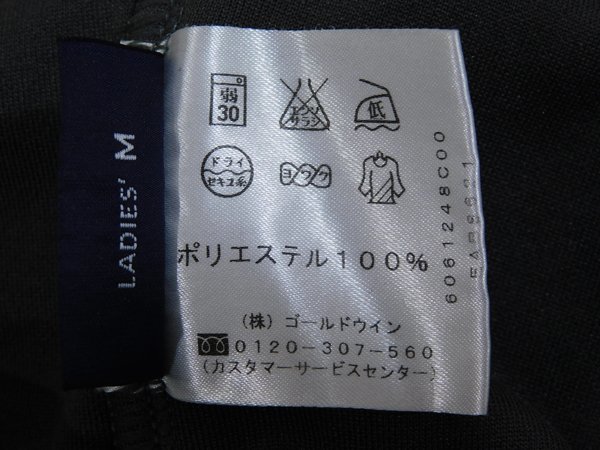 LADIES' M
弱
30
エンソ
サラシ
低
ドライ
セキユ系
ヨワク
ポリエステル100%
(株)ゴールドウイン
0120-307-560
(カスタマーサービスセンター)
6061248C00